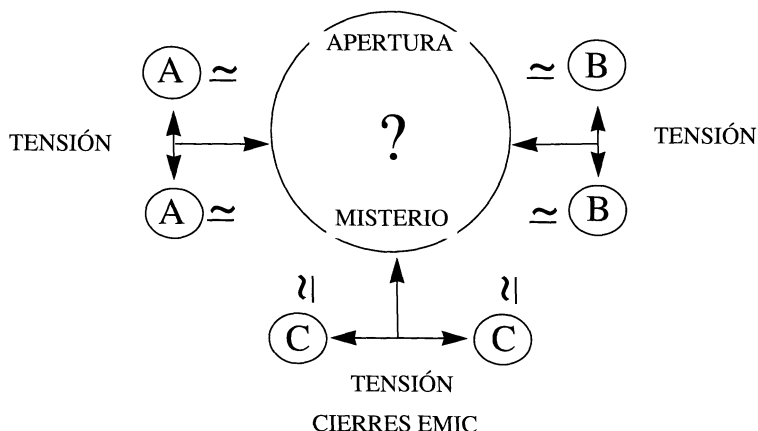 APERTURA
A ≃ ≃ B
TENSIÓN ? TENSIÓN
A ≃ MISTERIO ≃ B
≃ ≃
C C
TENSIÓN
CIERRES EMIC